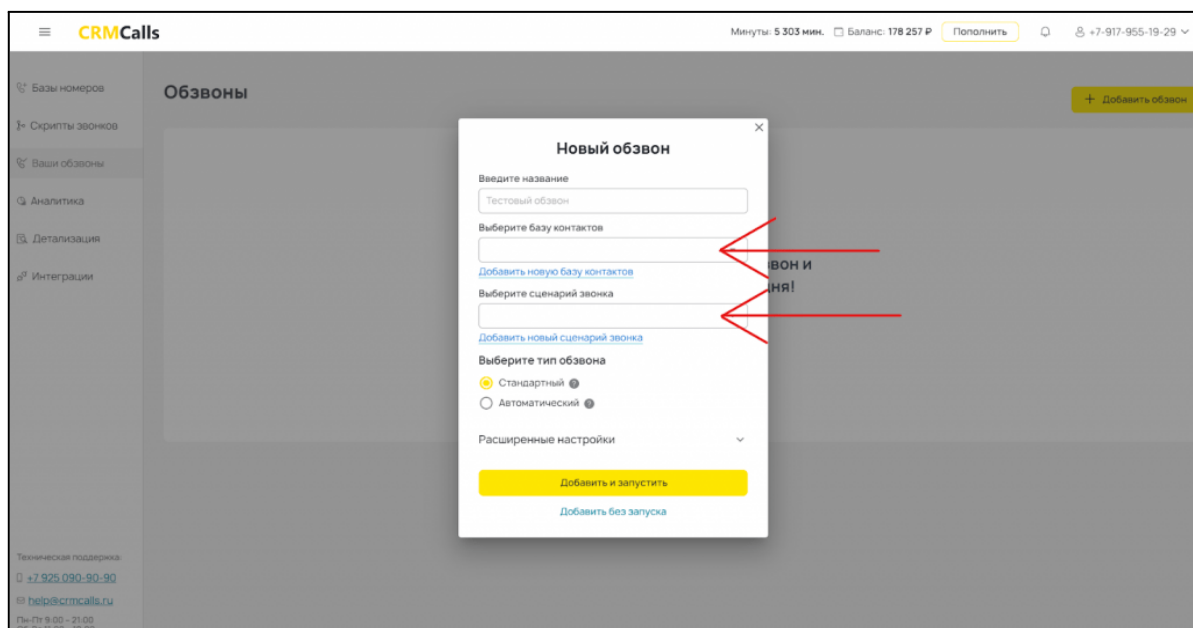 CRMCalls
Минуты: 5 303 мин. Баланс: 178 257 ₽ Пополнить +7-917-955-19-29
Базы номеров
Скрипты звонков
Ваши обзвоны
Аналитика
Детализация
Интеграции
Обзвоны
+ Добавить обзвон
Новый обзвон
Введите название
Тестовый обзвон
Выберите базу контактов
Добавить новую базу контактов
Выберите сценарий звонка
Добавить новый сценарий звонка
Выберите тип обзвона
Стандартный
Автоматический
Расширенные настройки
Добавить и запустить
Добавить без запуска
звон и
дня!
Техническая поддержка:
+7 925 090-90-90
help@crmcalls.ru
Пн-Пт 9:00 - 21:00